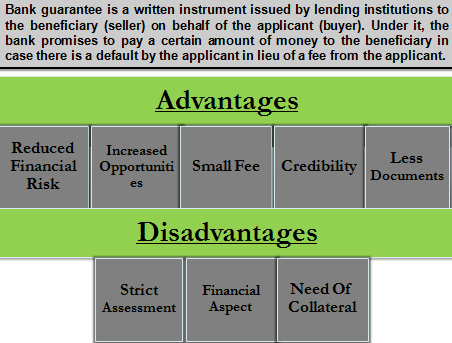 Bank guarantee is a written instrument issued by lending institutions to
the beneficiary (seller) on behalf of the applicant (buyer). Under it, the
bank promises to pay a certain amount of money to the beneficiary in
case there is a default by the applicant in lieu of a fee from the applicant.
Advantages
Reduced
Financial
Risk
Increased
Opportuniti
es
Small Fee
Credibility
Less
Documents
Disadvantages
Strict
Assessment
Financial
Aspect
Need Of
Collateral